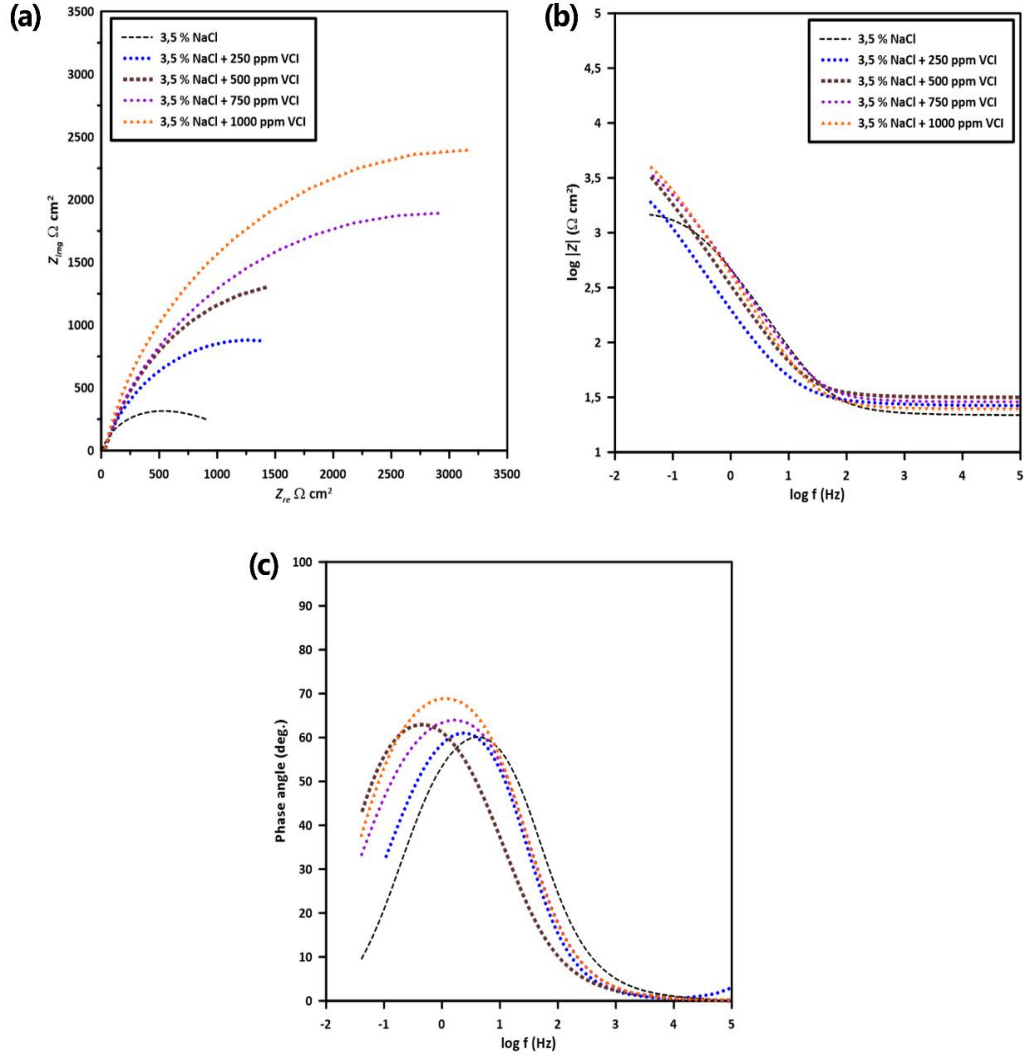 (a)
3500
3000
2500
2000
1500
1000
500
0
Zimg Ω cm²
3,5 % NaCl
3,5 % NaCl + 250 ppm VCI
3,5 % NaCl + 500 ppm VCI
3,5 % NaCl + 750 ppm VCI
3,5 % NaCl + 1000 ppm VCI
0 500 1000 1500 2000 2500 3000 3500
Zre Ω cm²
(b)
5
4,5
4
3,5
3
2,5
2
1,5
1
log |Z| (Ω cm²)
3,5 % NaCl
3,5 % NaCl + 250 ppm VCI
3,5 % NaCl + 500 ppm VCI
3,5 % NaCl + 750 ppm VCI
3,5 % NaCl + 1000 ppm VCI
-2 -1 0 1 2 3 4 5
log f (Hz)
(c)
100
90
80
70
60
50
40
30
20
10
0
Phase angle (deg.)
-2 -1 0 1 2 3 4 5
log f (Hz)